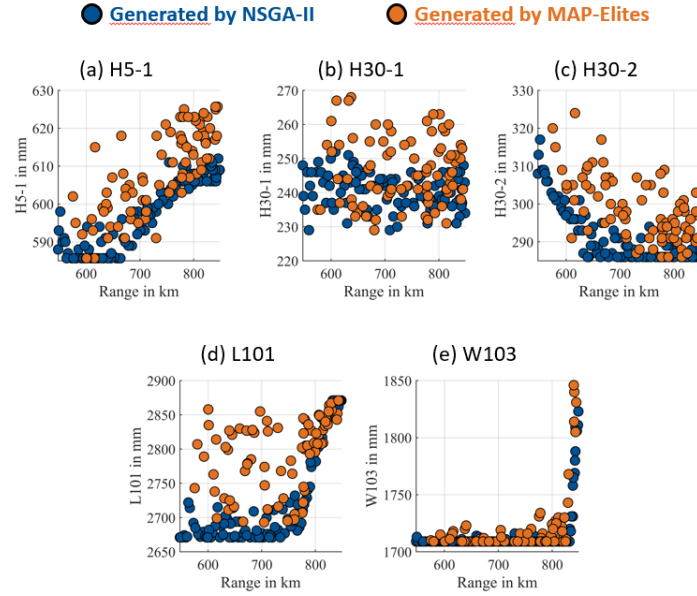 Generated by NSGA-II Generated by MAP-Elites
(a) H5-1 (b) H30-1 (c) H30-2
630
620
610
600
590
H5-1 in mm
600 700 800
Range in km
270
260
250
240
230
220
H30-1 in mm
600 700 800
Range in km
330
320
310
300
290
H30-2 in mm
600 700 800
Range in km
(d) L101 (e) W103
2900
2850
2800
2750
2700
2650
L101 in mm
600 700 800
Range in km
1850
1800
1750
1700
W103 in mm
600 700 800
Range in km